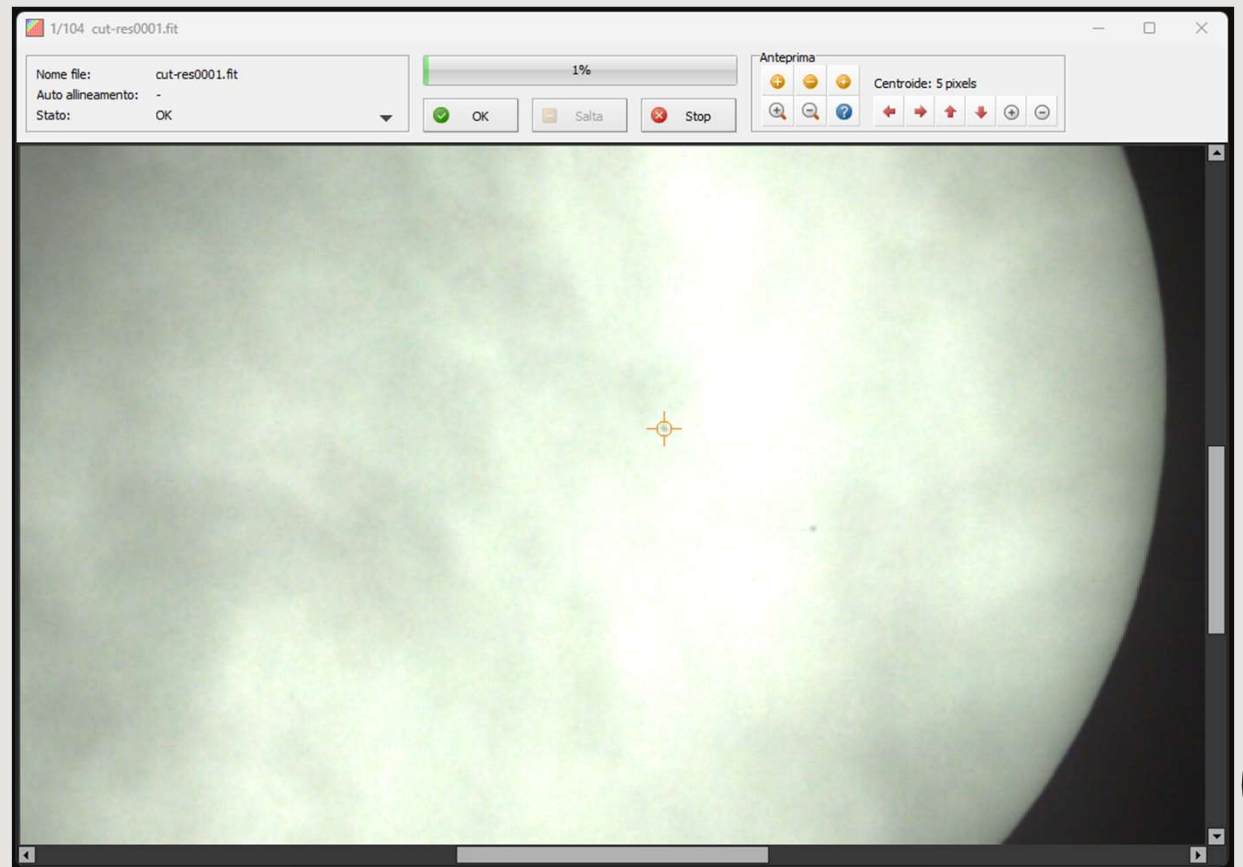 1/104 cut-res0001.fit
Nome file: cut-res0001.fit
Auto allineamento: -
Stato: OK
1%
OK
Salta
Stop
Anteprima
Centroide: 5 pixels